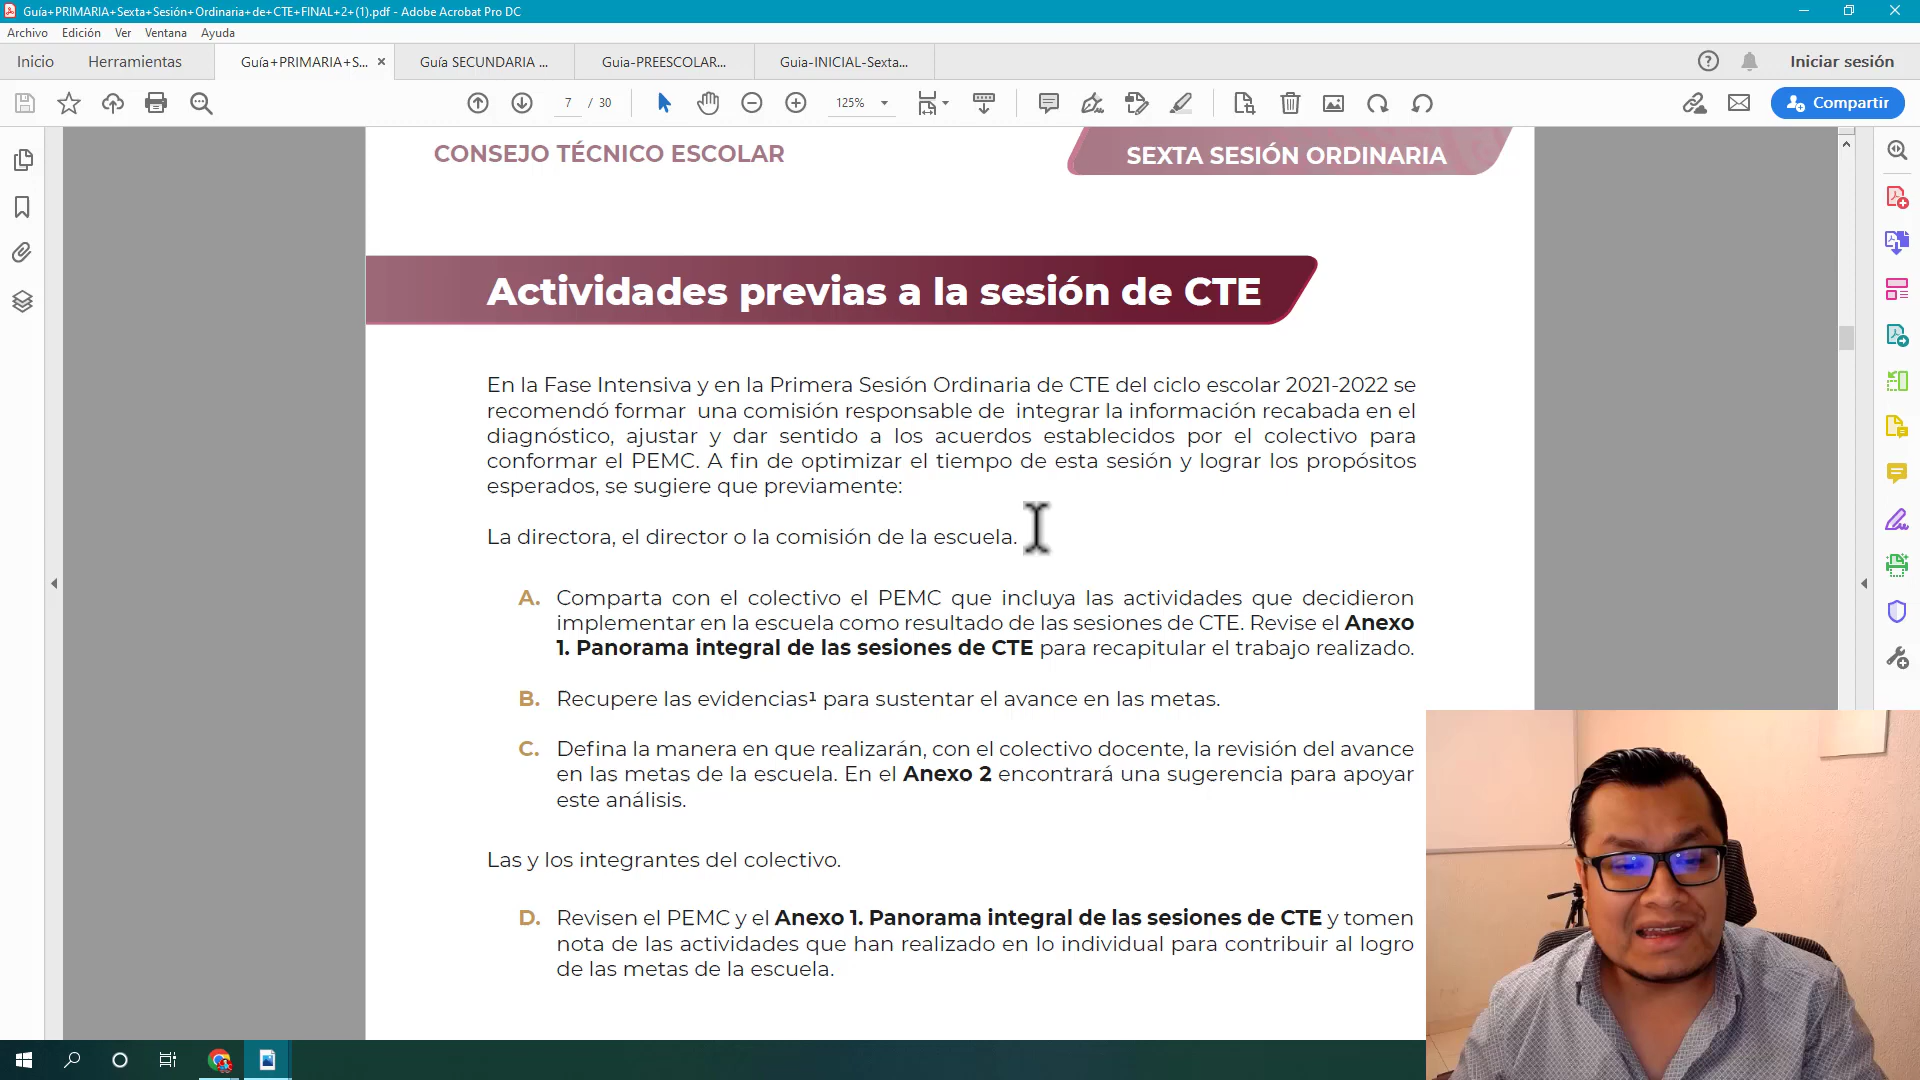 Guía+PRIMARIA+Sexta+Sesión+Ordinaria+de+CTE+FINAL+2+(1).pdf - Adobe Acrobat Pro DC
Archivo Edición Ver Ventana Ayuda
Inicio Herramientas Guía+PRIMARIA+S... × Guía SECUNDARIA ... Guia-PREESCOLAR... Guia-INICIAL-Sexta... Iniciar sesión
7 / 30 125% Compartir
CONSEJO TÉCNICO ESCOLAR
SEXTA SESIÓN ORDINARIA
Actividades previas a la sesión de CTE
En la Fase Intensiva y en la Primera Sesión Ordinaria de CTE del ciclo escolar 2021-2022 se
recomendó formar una comisión responsable de integrar la información recabada en el
diagnóstico, ajustar y dar sentido a los acuerdos establecidos por el colectivo para
conformar el PEMC. A fin de optimizar el tiempo de esta sesión y lograr los propósitos
esperados, se sugiere que previamente:
La directora, el director o la comisión de la escuela.
A. Comparta con el colectivo el PEMC que incluya las actividades que decidieron
implementar en la escuela como resultado de las sesiones de CTE. Revise el Anexo
1. Panorama integral de las sesiones de CTE para recapitular el trabajo realizado.
B. Recupere las evidencias¹ para sustentar el avance en las metas.
C. Defina la manera en que realizarán, con el colectivo docente, la revisión del avance
en las metas de la escuela. En el Anexo 2 encontrará una sugerencia para apoyar
este análisis.
Las y los integrantes del colectivo.
D. Revisen el PEMC y el Anexo 1. Panorama integral de las sesiones de CTE y tomen
nota de las actividades que han realizado en lo individual para contribuir al logro
de las metas de la escuela.